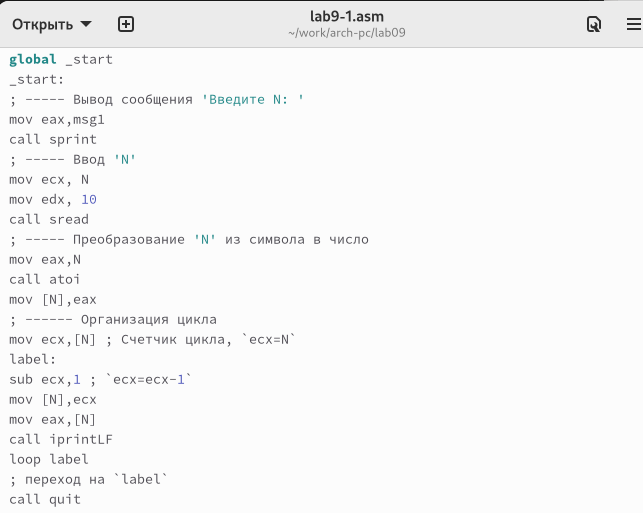 Открыть
lab9-1.asm
~/work/arch-pc/lab09
global _start
_start:
; ----- Вывод сообщения 'Введите N: '
mov eax,msg1
call sprint
; ----- Ввод 'N'
mov ecx, N
mov edx, 10
call sread
; ----- Преобразование 'N' из символа в число
mov eax,N
call atoi
mov [N],eax
; ------ Организация цикла
mov ecx,[N] ; Счетчик цикла, `ecx=N`
label:
sub ecx,1 ; `ecx=ecx-1`
mov [N],ecx
mov eax,[N]
call iprintLF
loop label
; переход на `label`
call quit